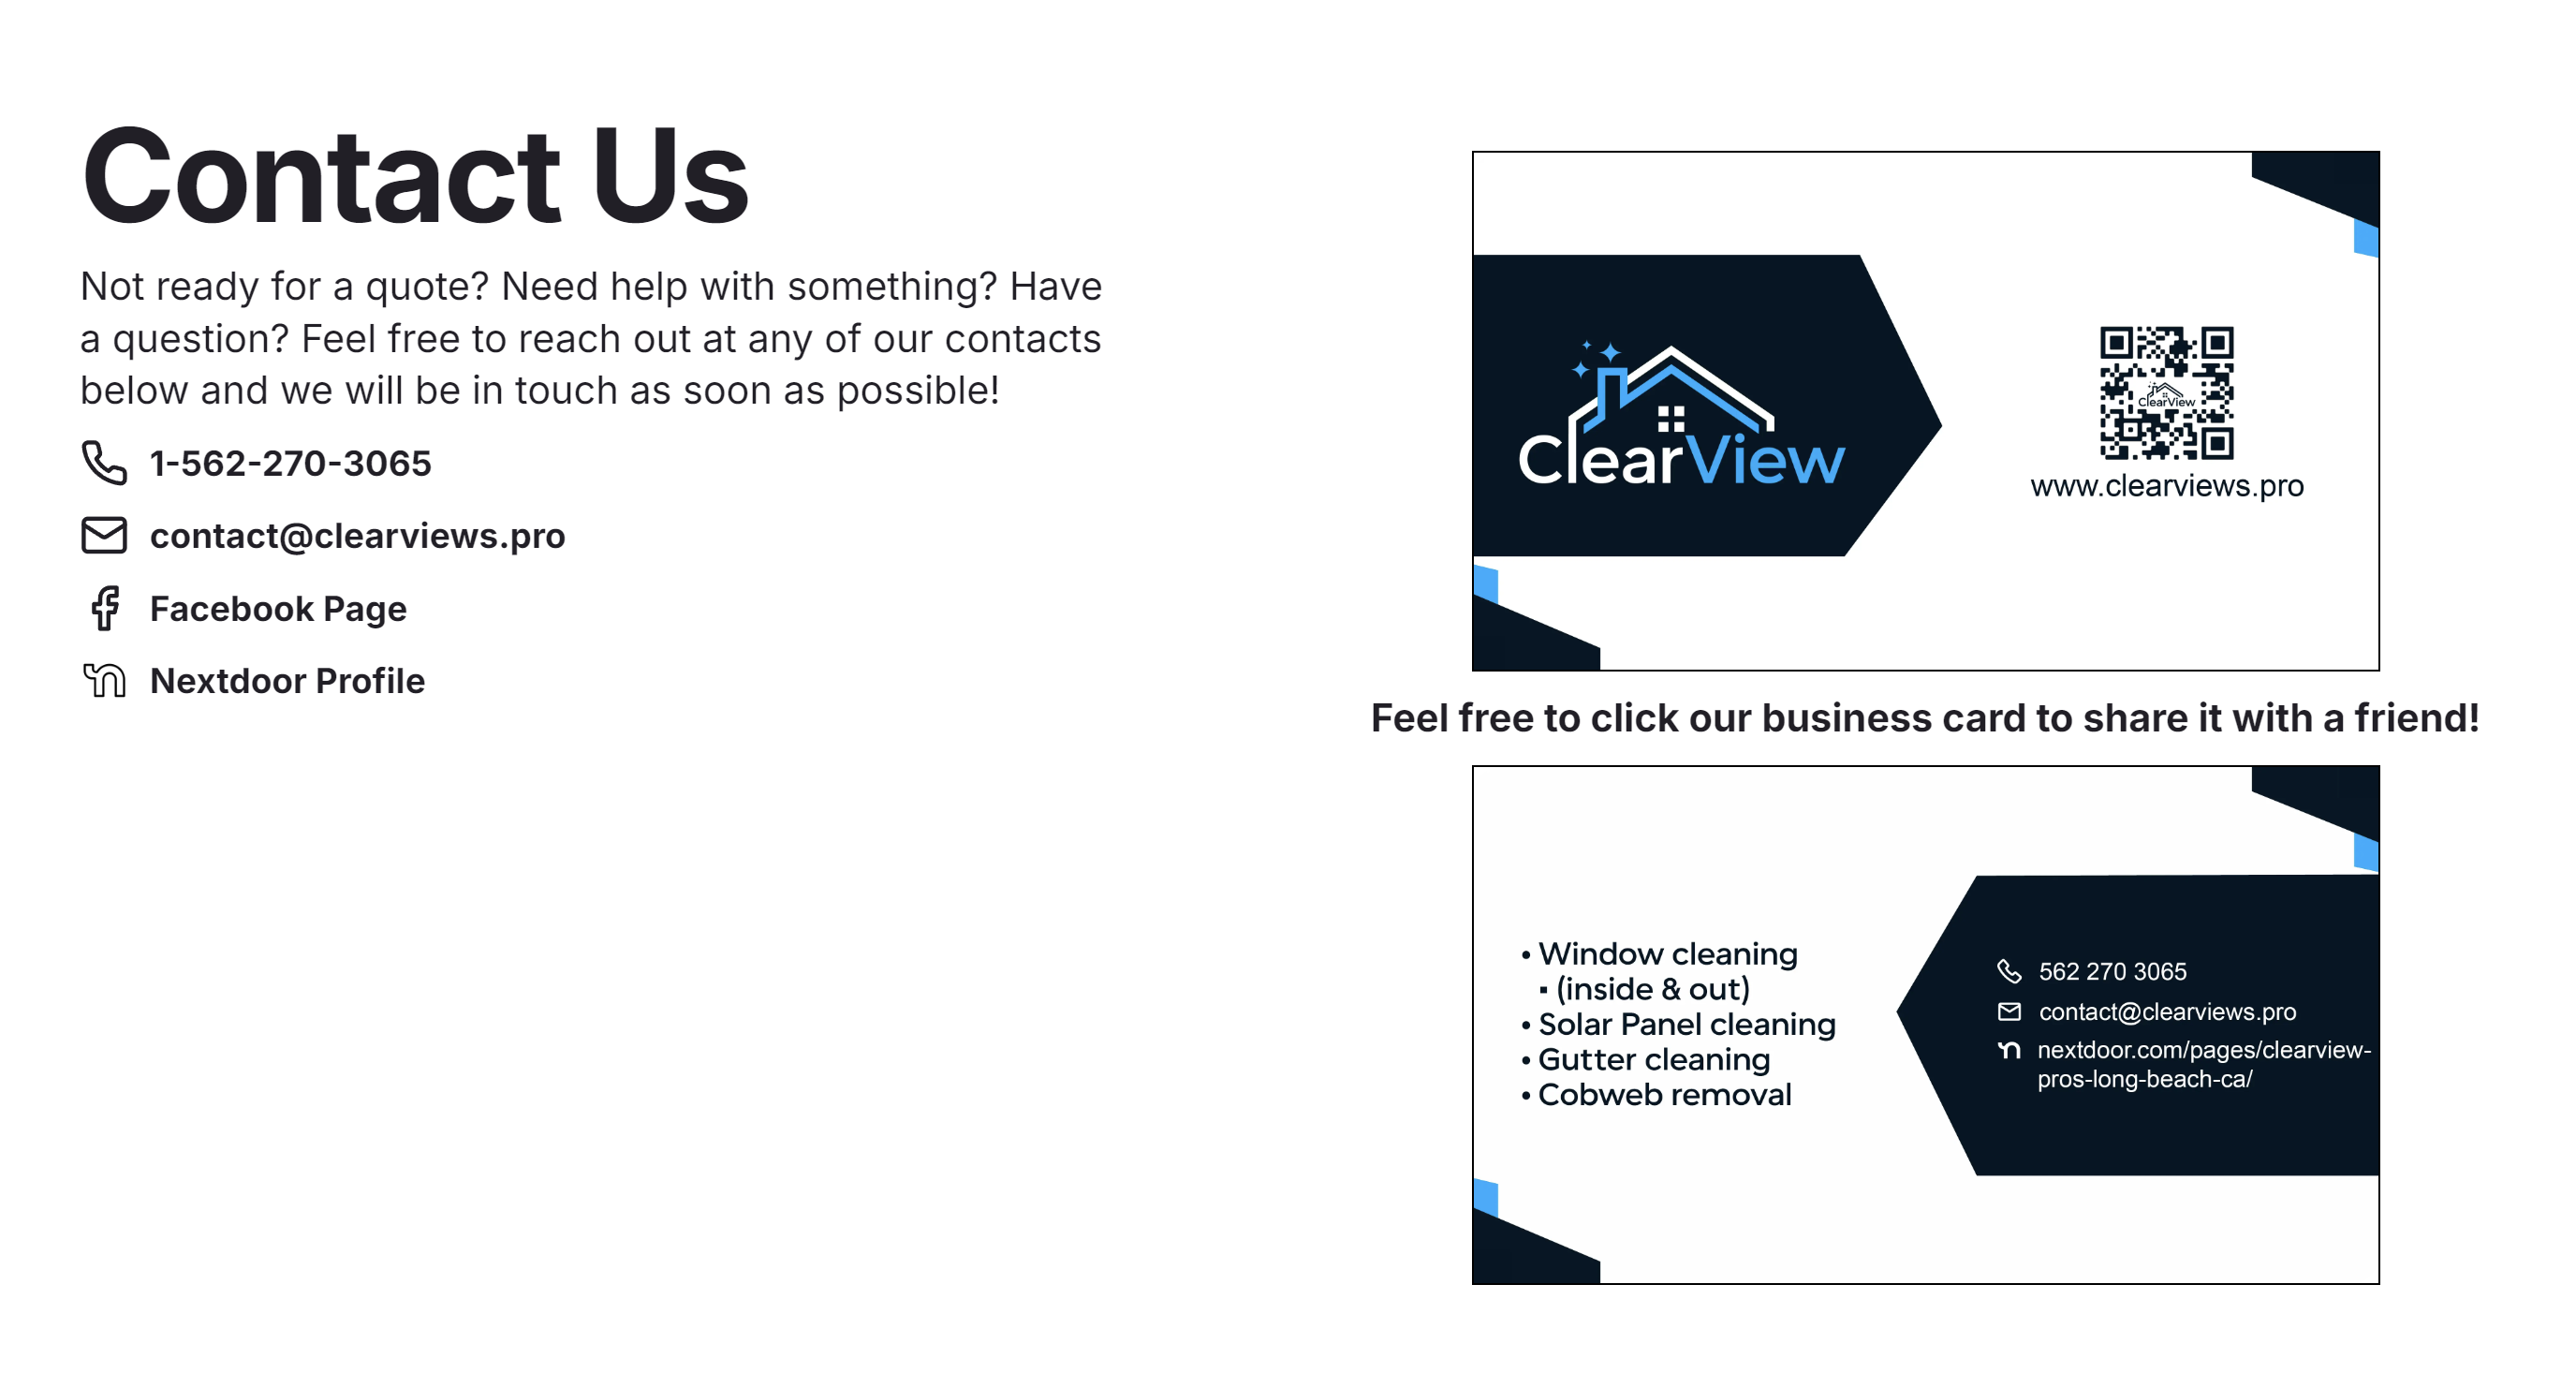 Contact Us
Not ready for a quote? Need help with something? Have
a question? Feel free to reach out at any of our contacts
below and we will be in touch as soon as possible!
1-562-270-3065
contact@clearviews.pro
Facebook Page
Nextdoor Profile
ClearView
ClearView
www.clearviews.pro
Feel free to click our business card to share it with a friend!
• Window cleaning
▪ (inside & out)
• Solar Panel cleaning
• Gutter cleaning
• Cobweb removal
562 270 3065
contact@clearviews.pro
nextdoor.com/pages/clearview-
pros-long-beach-ca/